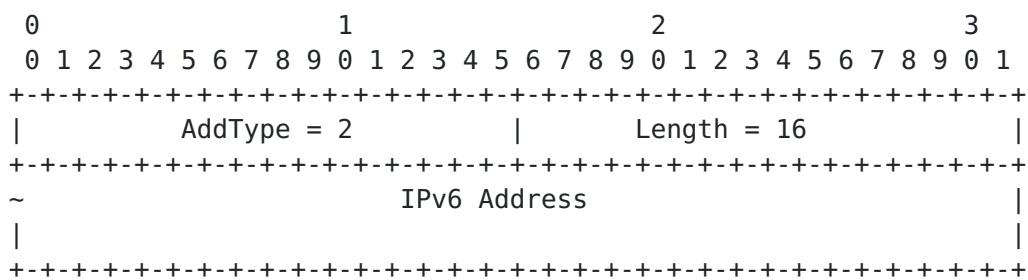 0                   1                   2                   3
 0 1 2 3 4 5 6 7 8 9 0 1 2 3 4 5 6 7 8 9 0 1 2 3 4 5 6 7 8 9 0 1
+-+-+-+-+-+-+-+-+-+-+-+-+-+-+-+-+-+-+-+-+-+-+-+-+-+-+-+-+-+-+-+-+
|          AddType = 2          |       Length = 16             |
+-+-+-+-+-+-+-+-+-+-+-+-+-+-+-+-+-+-+-+-+-+-+-+-+-+-+-+-+-+-+-+-+
~                        IPv6 Address                           |
|                                                               |
+-+-+-+-+-+-+-+-+-+-+-+-+-+-+-+-+-+-+-+-+-+-+-+-+-+-+-+-+-+-+-+-+